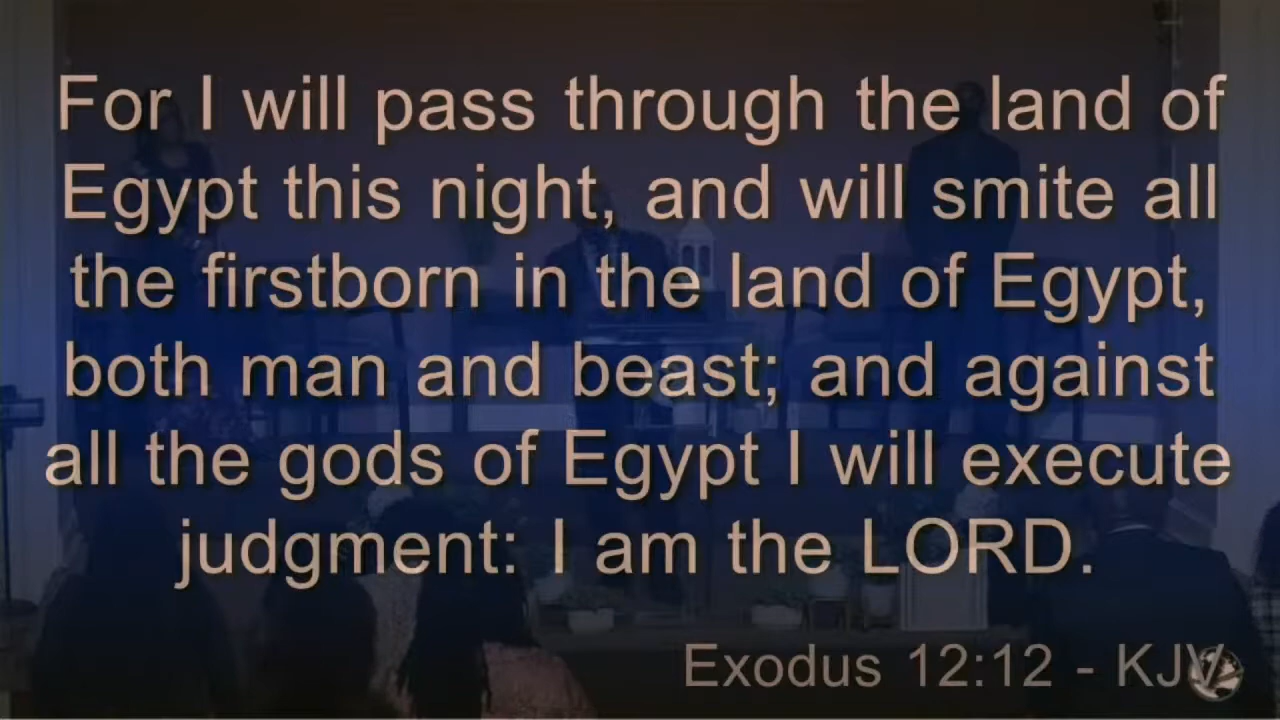 For I will pass through the land of
Egypt this night, and will smite all
the firstborn in the land of Egypt,
both man and beast; and against
all the gods of Egypt I will execute
judgment: I am the LORD.
Exodus 12:12 - KJV